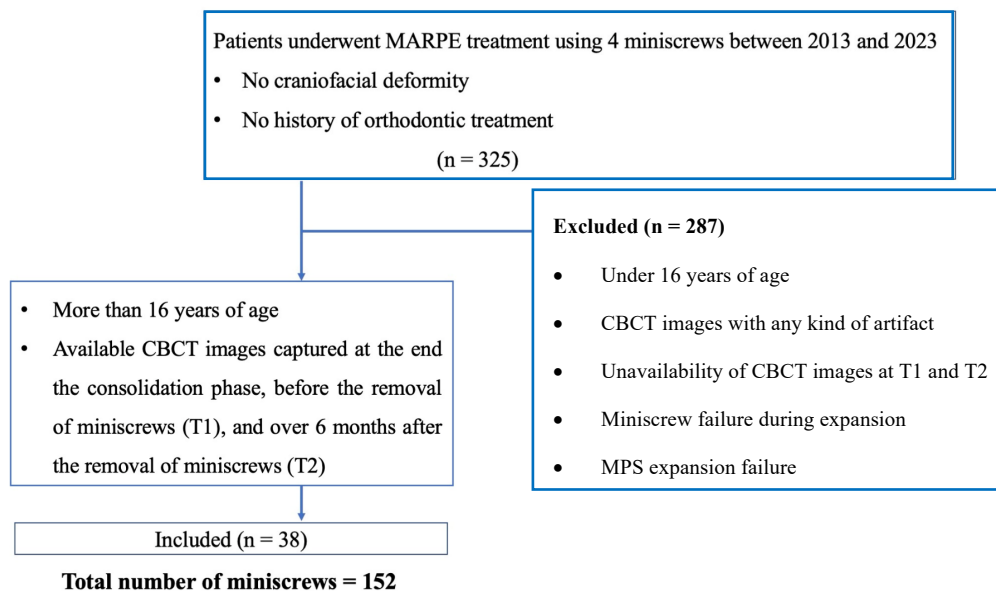 Patients underwent MARPE treatment using 4 miniscrews between 2013 and 2023
• No craniofacial deformity
• No history of orthodontic treatment
(n = 325)
Excluded (n = 287)
• Under 16 years of age
• CBCT images with any kind of artifact
• Unavailability of CBCT images at T1 and T2
• Miniscrew failure during expansion
• MPS expansion failure
• More than 16 years of age
• Available CBCT images captured at the end
the consolidation phase, before the removal
of miniscrews (T1), and over 6 months after
the removal of miniscrews (T2)
Included (n = 38)
Total number of miniscrews = 152